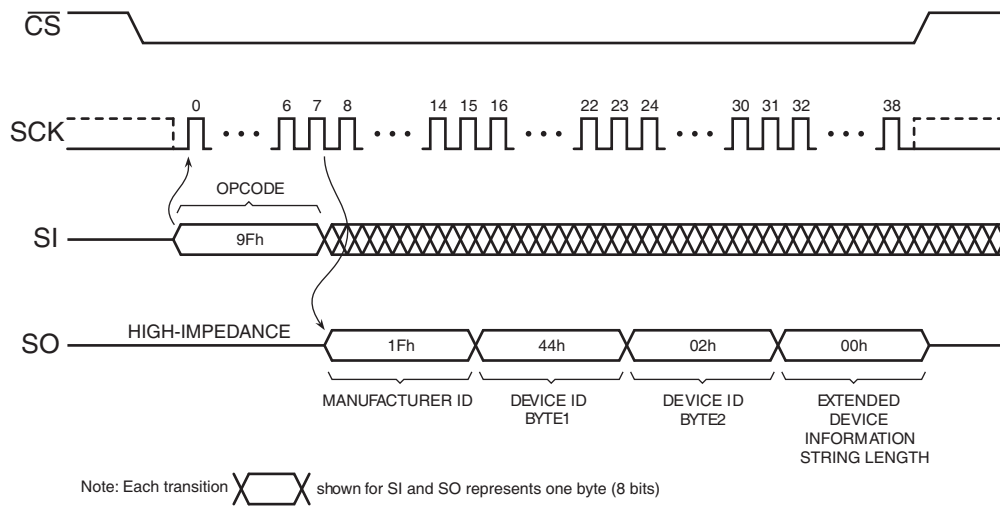 CS
0 6 7 8 14 15 16 22 23 24 30 31 32 38
SCK
OPCODE
SI
9Fh
HIGH-IMPEDANCE
SO
1Fh 44h 02h 00h
MANUFACTURER ID
DEVICE ID
BYTE1
DEVICE ID
BYTE2
EXTENDED
DEVICE
INFORMATION
STRING LENGTH
Note: Each transition shown for SI and SO represents one byte (8 bits)